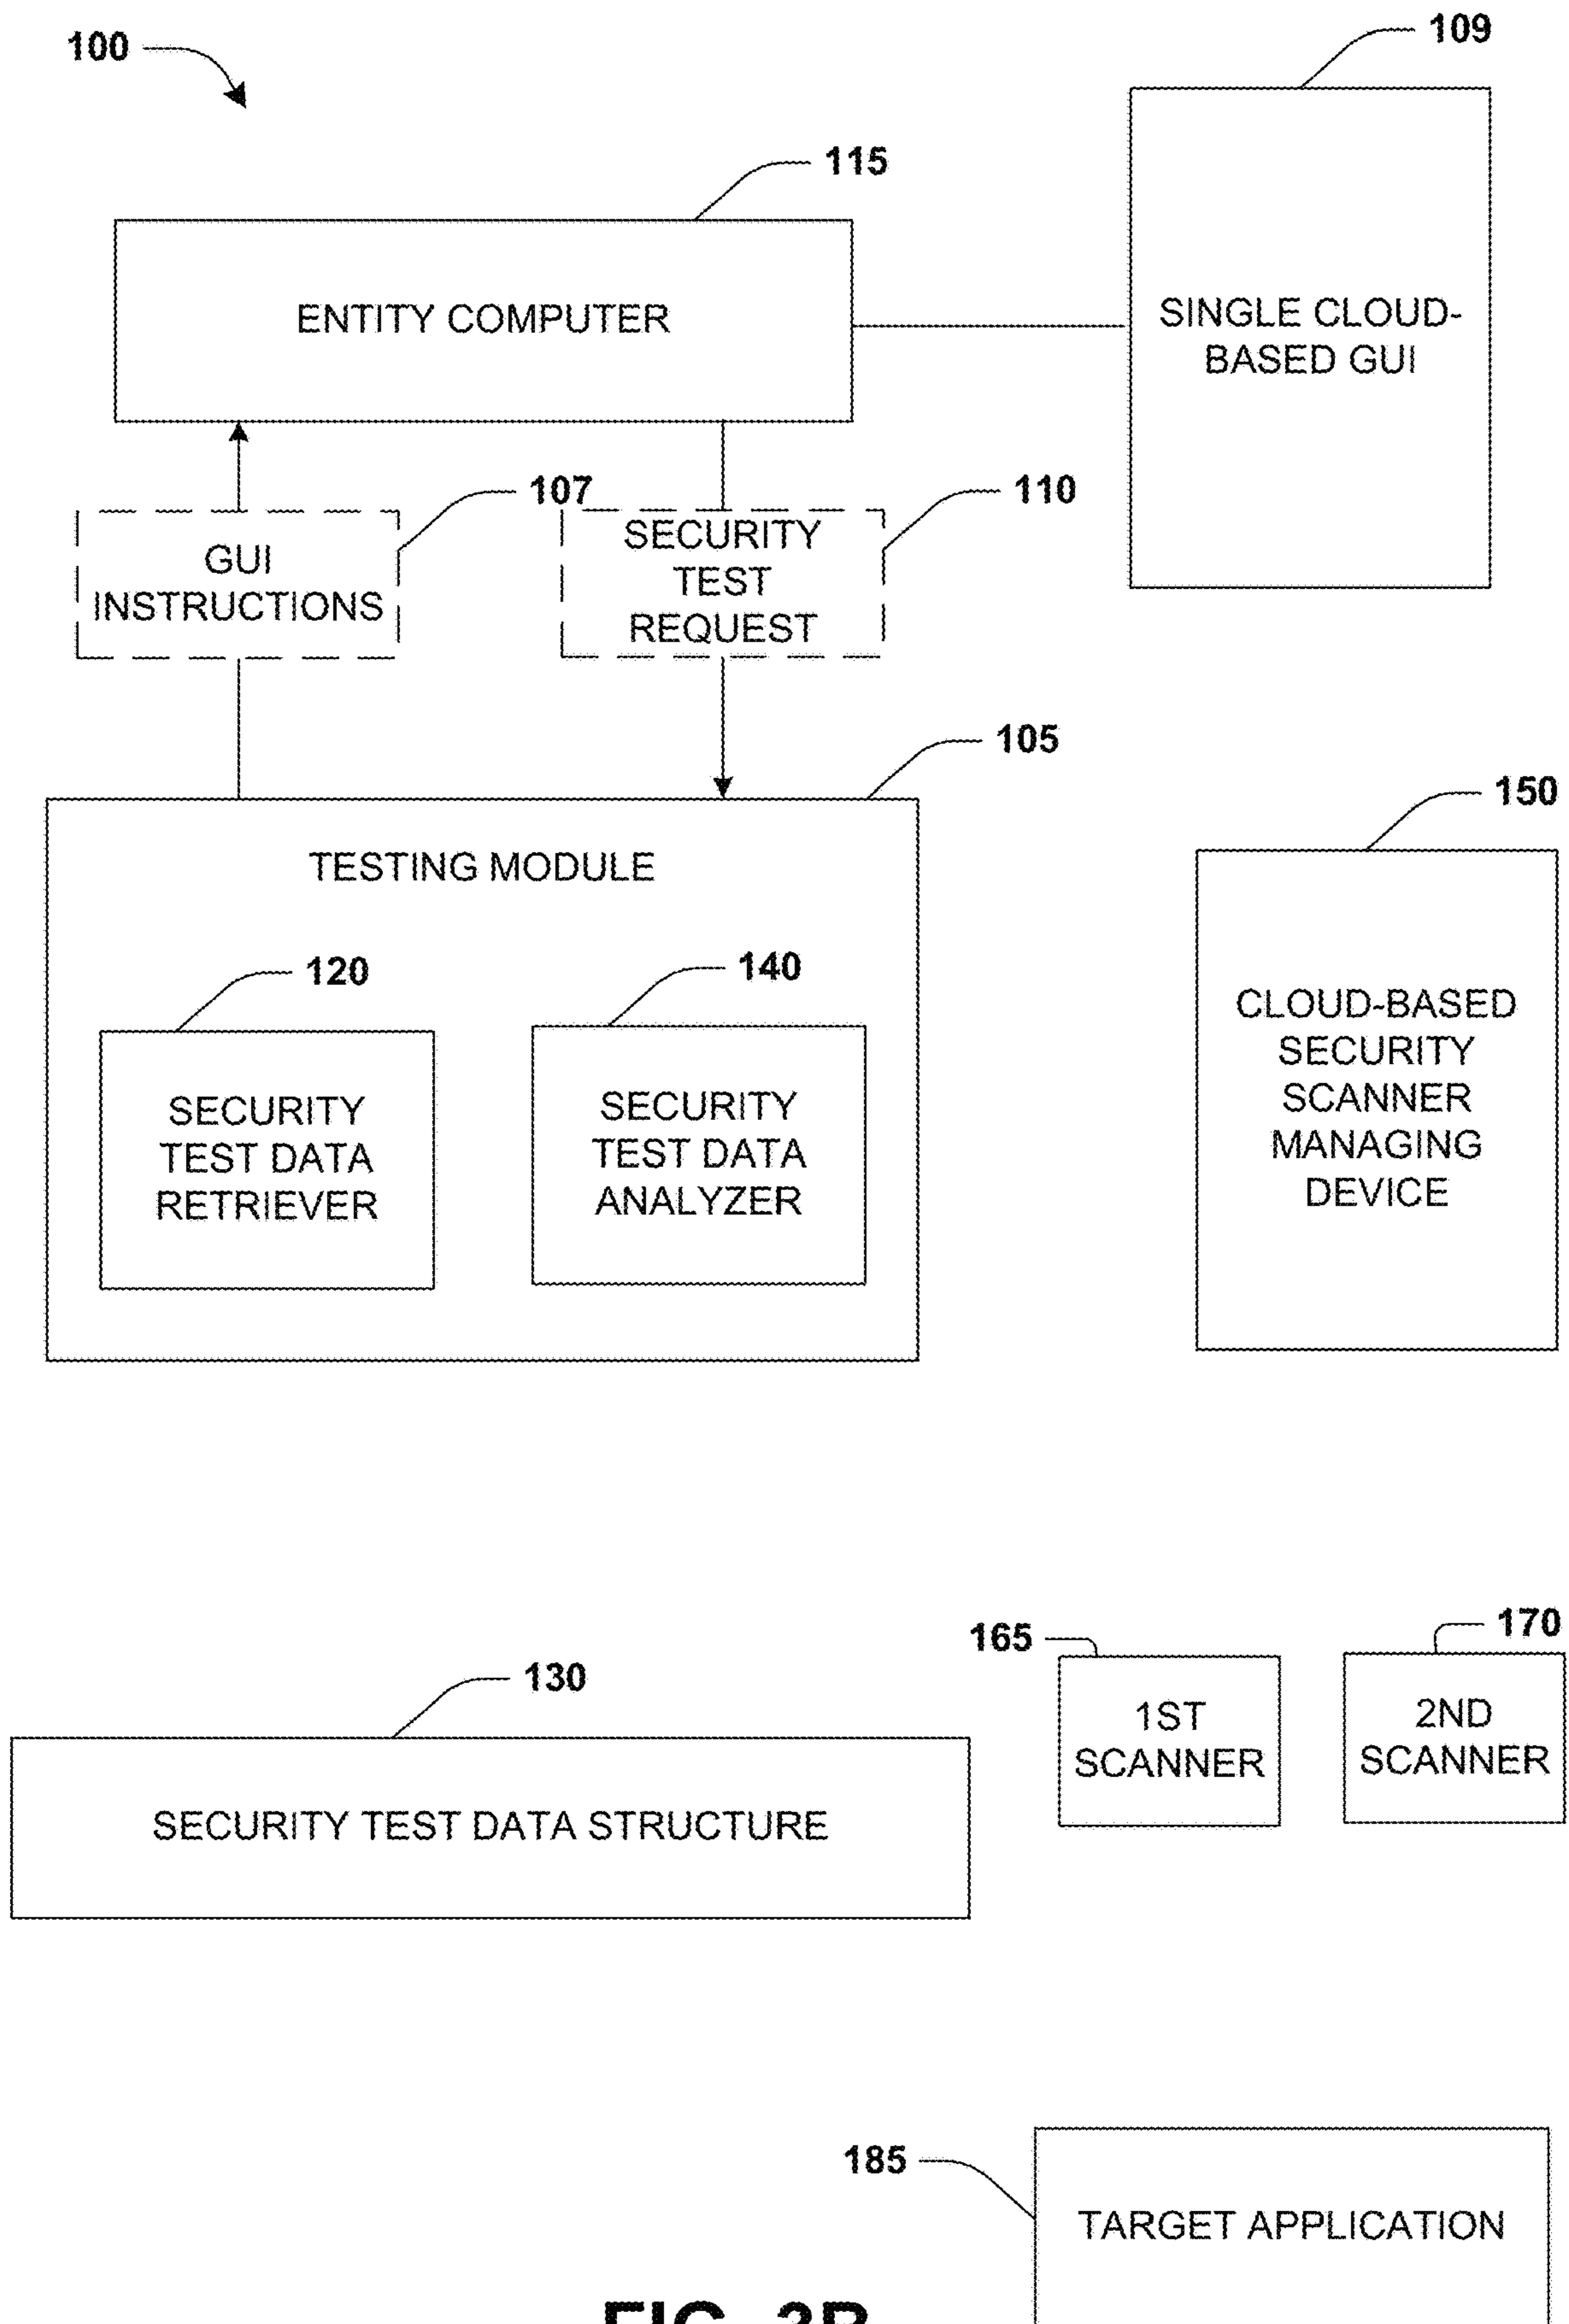 100
109
115
ENTITY COMPUTER
SINGLE CLOUD-
BASED GUI
107
110
GUI
INSTRUCTIONS
SECURITY
TEST
REQUEST
105
150
TESTING MODULE
120
140
SECURITY
TEST DATA
RETRIEVER
SECURITY
TEST DATA
ANALYZER
CLOUD-BASED
SECURITY
SCANNER
MANAGING
DEVICE
165
170
130
1ST
SCANNER
2ND
SCANNER
SECURITY TEST DATA STRUCTURE
185
TARGET APPLICATION
FIG. 3B